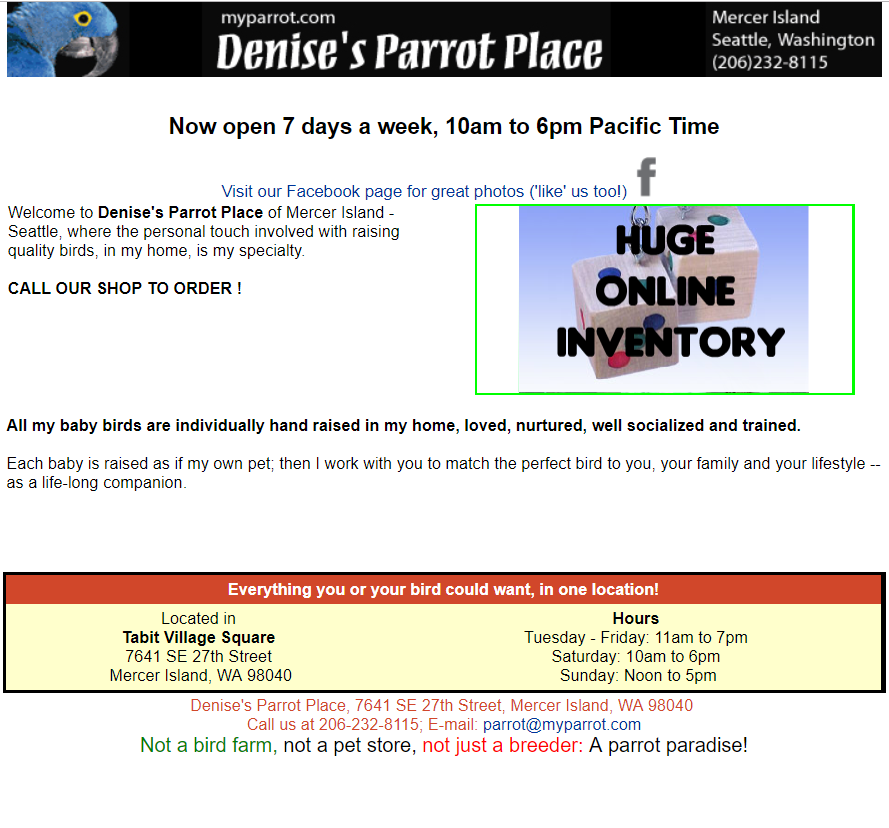 myparrot.com
Denise's Parrot Place
Mercer Island
Seattle, Washington
(206)232-8115
Now open 7 days a week, 10am to 6pm Pacific Time
Visit our Facebook page for great photos ('like' us too!)
f
Welcome to Denise's Parrot Place of Mercer Island -
Seattle, where the personal touch involved with raising
quality birds, in my home, is my specialty.
CALL OUR SHOP TO ORDER !
HUGE
ONLINE
INVENTORY
All my baby birds are individually hand raised in my home, loved, nurtured, well socialized and trained.
Each baby is raised as if my own pet; then I work with you to match the perfect bird to you, your family and your lifestyle --
as a life-long companion.
Everything you or your bird could want, in one location!
Located in
Tabit Village Square
7641 SE 27th Street
Mercer Island, WA 98040
Hours
Tuesday - Friday: 11am to 7pm
Saturday: 10am to 6pm
Sunday: Noon to 5pm
Denise's Parrot Place, 7641 SE 27th Street, Mercer Island, WA 98040
Call us at 206-232-8115; E-mail: parrot@myparrot.com
Not a bird farm, not a pet store, not just a breeder: A parrot paradise!